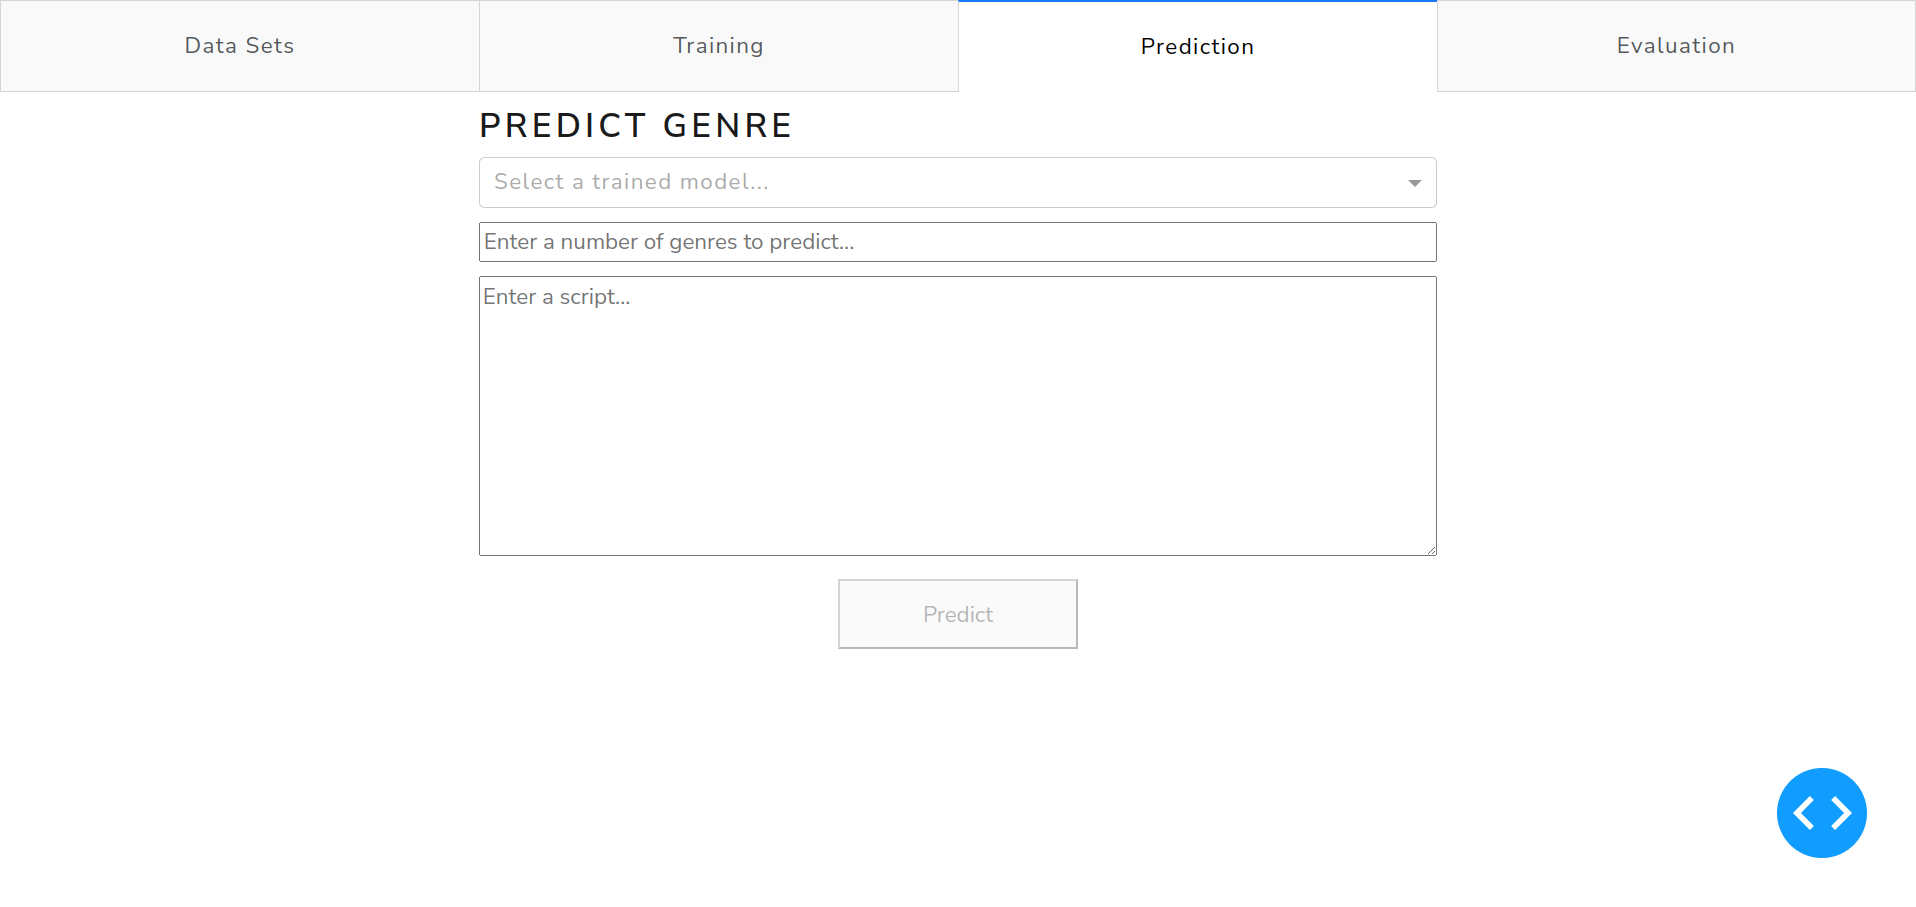 Data Sets
Training
Prediction
Evaluation
PREDICT GENRE
Select a trained model...
Enter a number of genres to predict...
Enter a script...
Predict